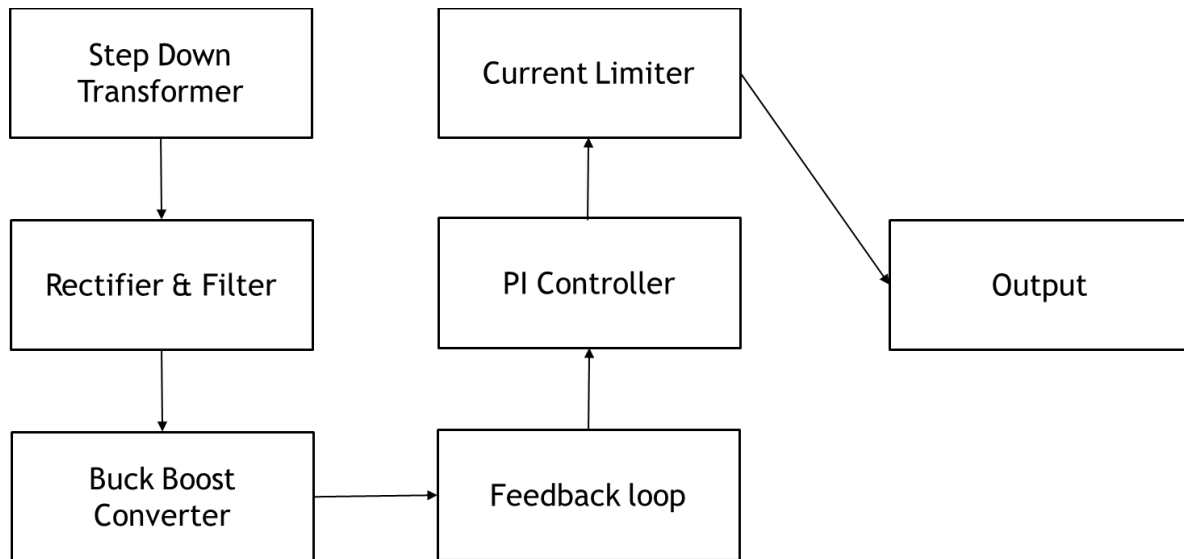 Step Down
Transformer
Rectifier & Filter
Buck Boost
Converter
Feedback loop
PI Controller
Current Limiter
Output